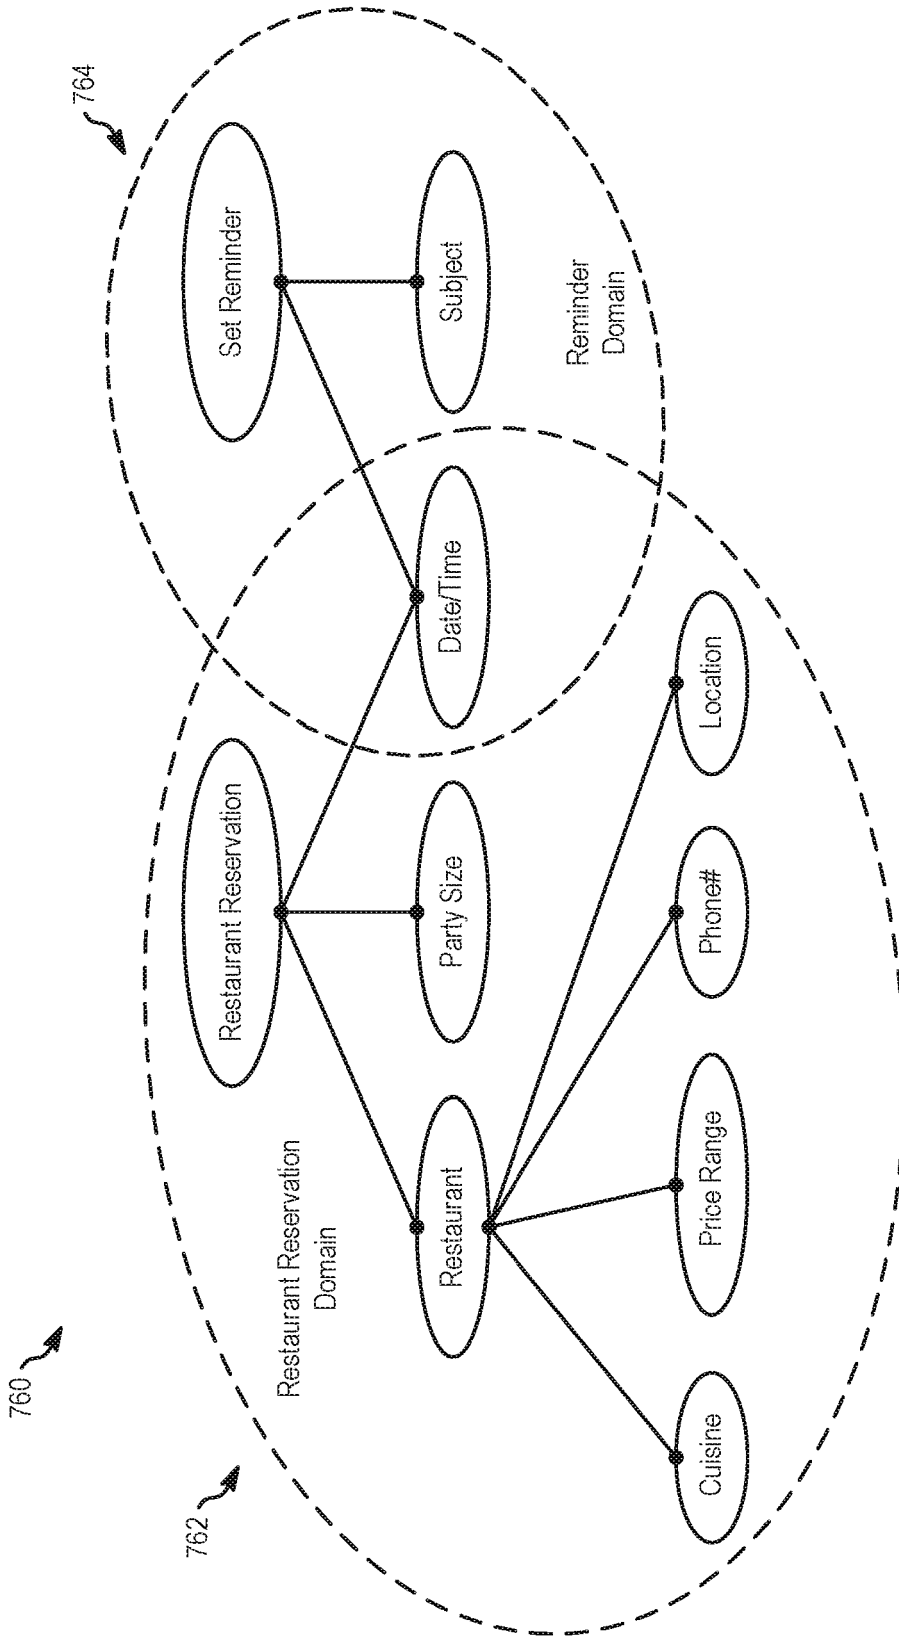 760
762
764
Restaurant Reservation
Domain
Restaurant Reservation
Set Reminder
Restaurant
Party Size
Date/Time
Subject
Reminder
Domain
Cuisine
Price Range
Phone#
Location